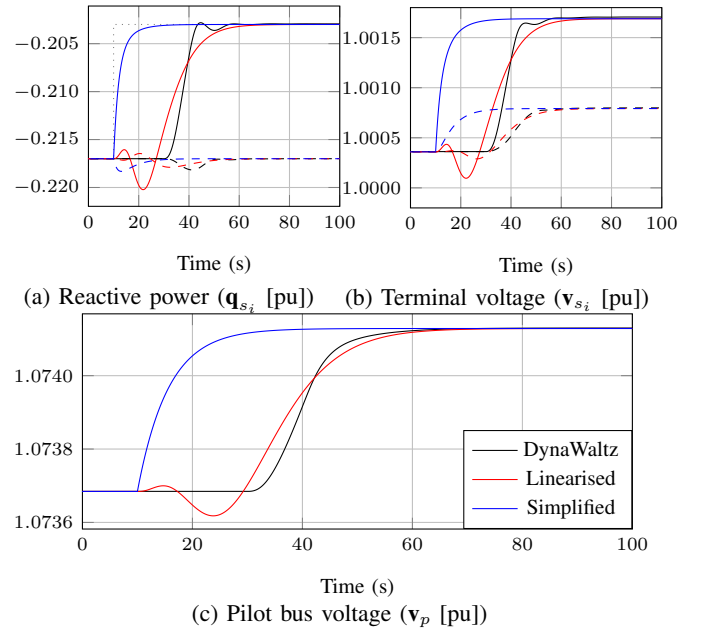 −0.203
−0.210
−0.216
−0.220
0 20 40 60 80 100
Time (s)
(a) Reactive power (q_{s_i} [pu])
1.0015
1.0010
1.0005
1.0000
0 20 40 60 80 100
Time (s)
(b) Terminal voltage (v_{s_i} [pu])
1.0740
1.0738
1.0736
0 20 40 60 80 100
DynaWaltz
Linearised
Simplified
Time (s)
(c) Pilot bus voltage (v_p [pu])